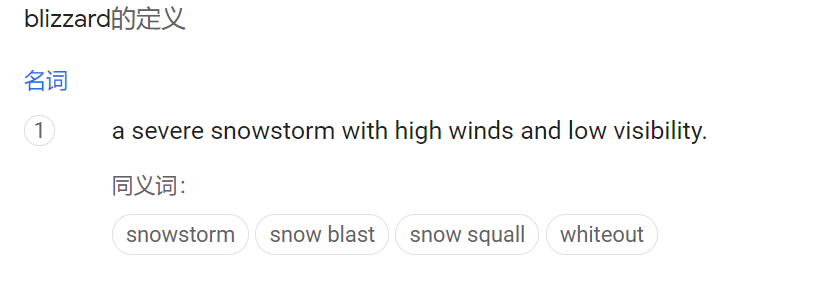 blizzard的定义
名词
1 a severe snowstorm with high winds and low visibility.
同义词：
snowstorm snow blast snow squall whiteout